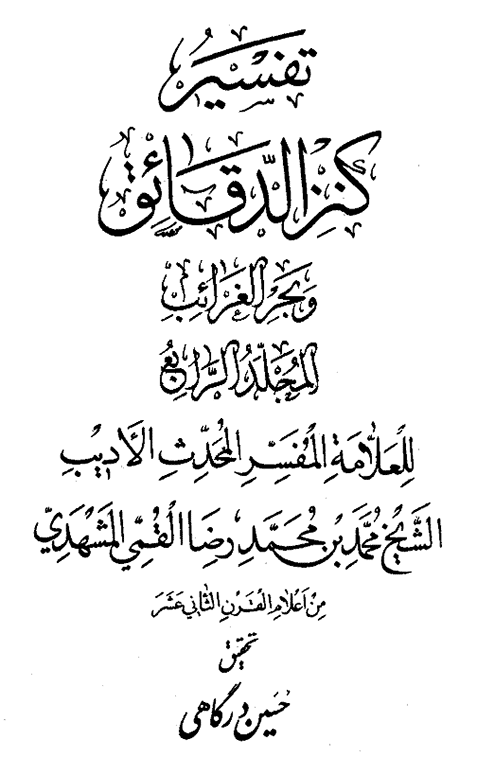 تفسير
كنز الدقائق
وبحر الغرائب
المجلد الرابع
للعلامة المفسر المحدث الأديب
الشيخ محمد بن محمد رضا القمي المشهدي
من أعلام القرن الثاني عشر
تحقيق
حسين درگاهی